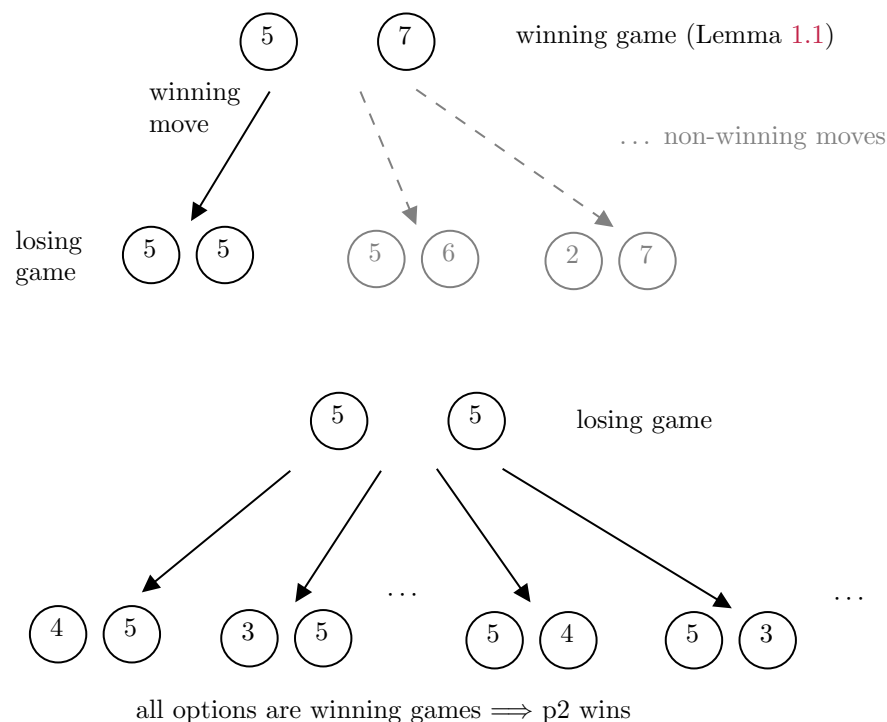 5 7 winning game (Lemma 1.1)
winning
move
… non-winning moves
losing
game
5 5 5 6 2 7
5 5 losing game
… …
4 5 3 5 5 4 5 3
all options are winning games ⟹ p2 wins